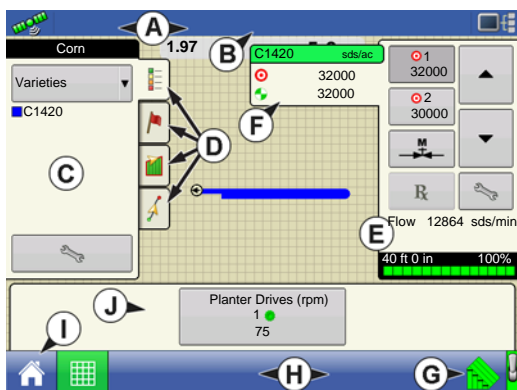 A
B
Corn
1.97
C1420 sds/ac
32000
32000
F
Varieties
C1420
C
D
1
32000
2
30000
M
Rx
E
Flow 12864 sds/min
40 ft 0 in 100%
J
Planter Drives (rpm)
1
75
I
H
G